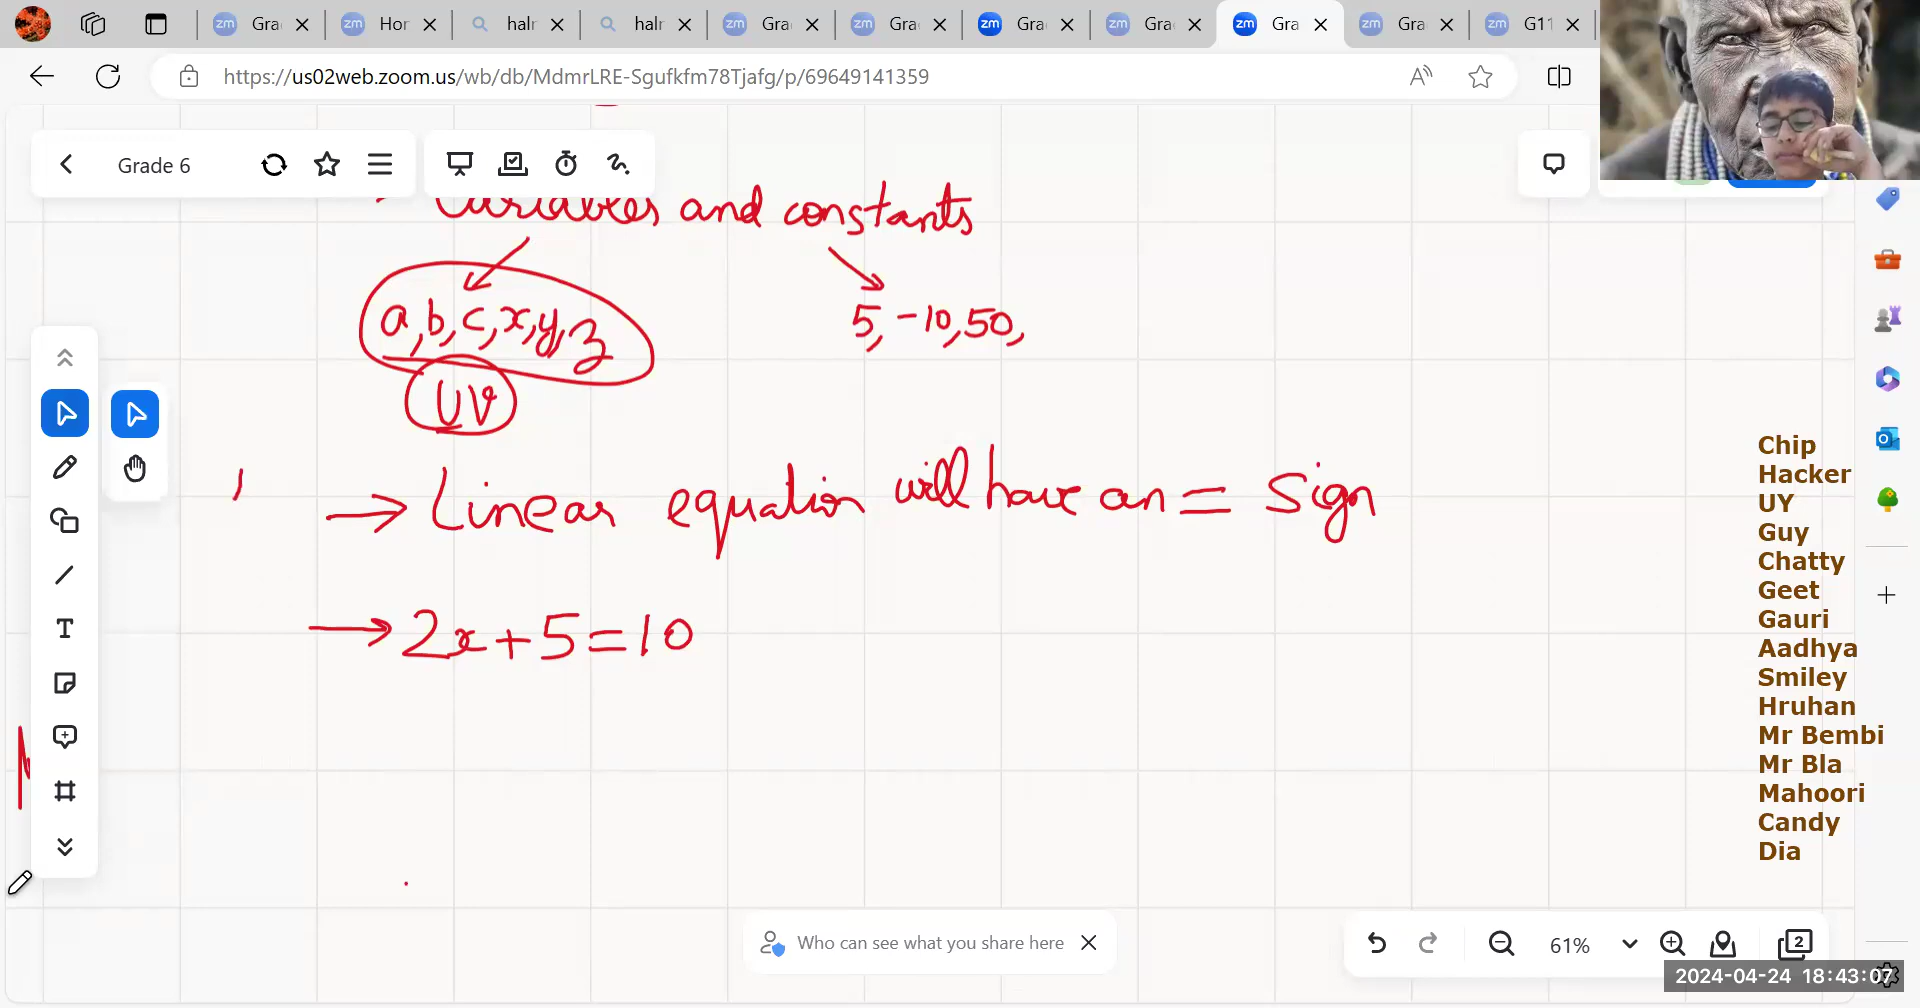 Gra Hor halr halr Gra Gra Gra Gra Gra Gra G11
https://us02web.zoom.us/wb/db/MdmrLRE-Sgufkfm78Tjafg/p/69649141359
Grade 6
Variables and constants
a, b, c, x, y, z
5, -10, 50,
UV
→ Linear equation will have an = Sign
→ 2x+5=10
T
Chip
Hacker
UY
Guy
Chatty
Geet
Gauri
Aadhya
Smiley
Hruhan
Mr Bembi
Mr Bla
Mahoori
Candy
Dia
Who can see what you share here
61%
2
2024-04-24 18:43:07